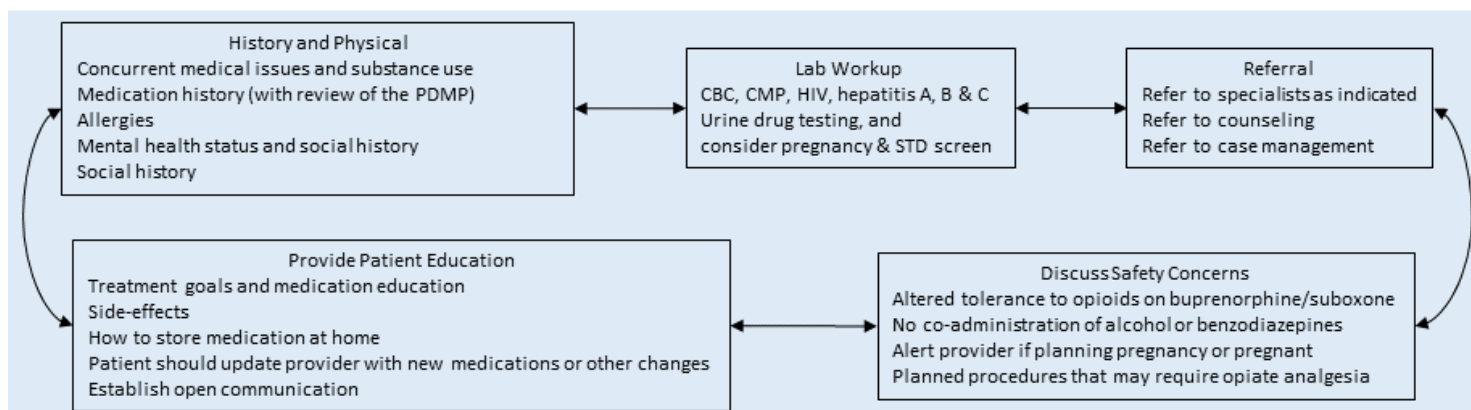 History and Physical
Concurrent medical issues and substance use
Medication history (with review of the PDMP)
Allergies
Mental health status and social history
Social history
Lab Workup
CBC, CMP, HIV, hepatitis A, B & C
Urine drug testing, and
consider pregnancy & STD screen
Referral
Refer to specialists as indicated
Refer to counseling
Refer to case management
Provide Patient Education
Treatment goals and medication education
Side-effects
How to store medication at home
Patient should update provider with new medications or other changes
Establish open communication
Discuss Safety Concerns
Altered tolerance to opioids on buprenorphine/suboxone
No co-administration of alcohol or benzodiazepines
Alert provider if planning pregnancy or pregnant
Planned procedures that may require opiate analgesia